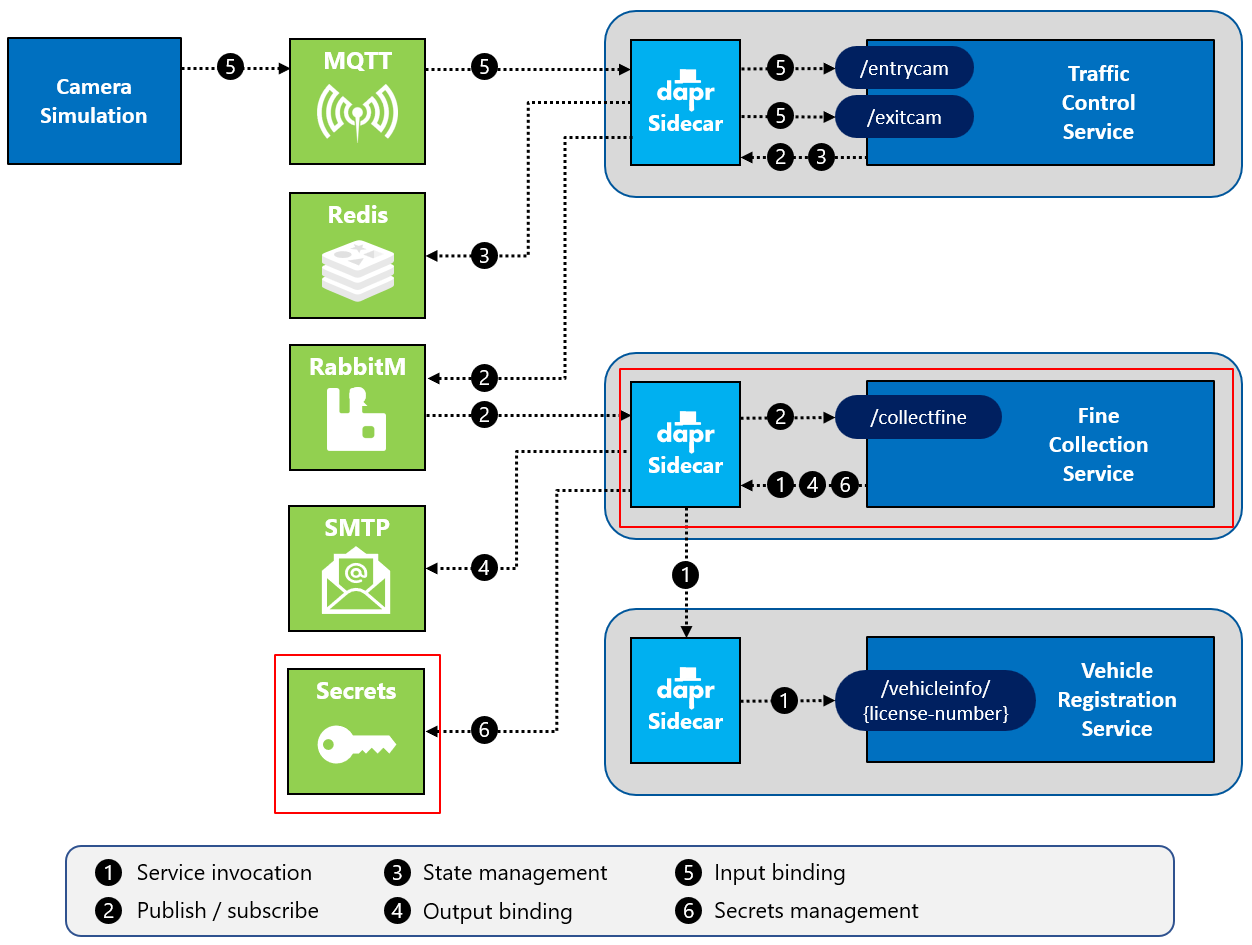 Camera
Simulation
5
MQTT
5
dapr
Sidecar
5
/entrycam
5
/exitcam
2 3
Traffic
Control
Service
Redis
3
RabbitM
2
2
dapr
Sidecar
2
/collectfine
1 4 6
Fine
Collection
Service
SMTP
@
4
1
Secrets
6
dapr
Sidecar
1
/vehicleinfo/
{license-number}
Vehicle
Registration
Service
1 Service invocation
2 Publish / subscribe
3 State management
4 Output binding
5 Input binding
6 Secrets management